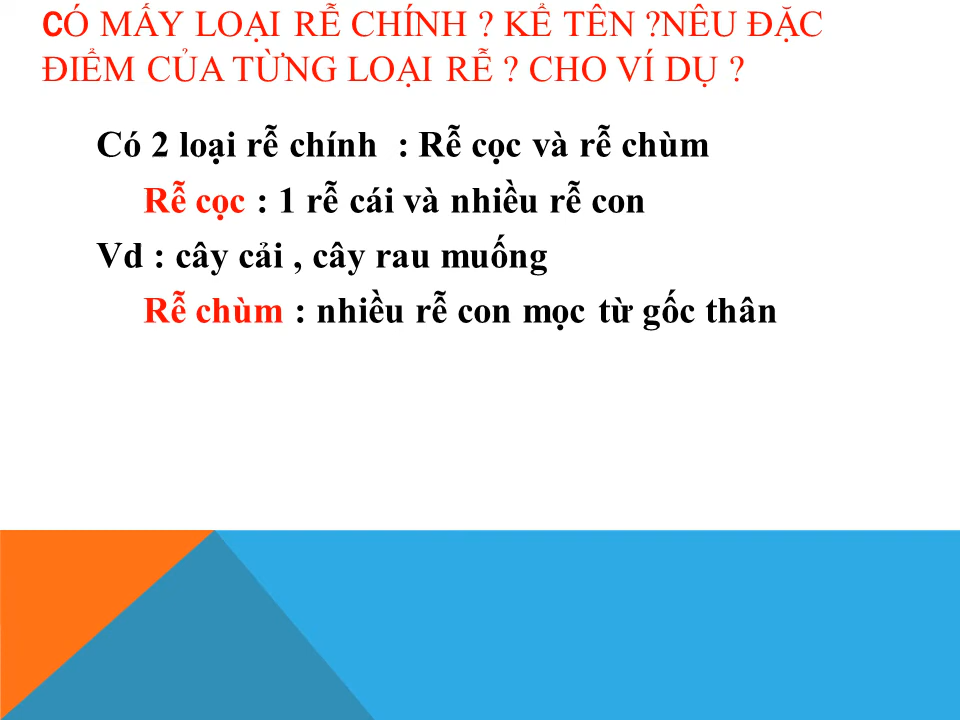 CÓ MẤY LOẠI RỄ CHÍNH ? KỂ TÊN ?NÊU ĐẶC
ĐIỂM CỦA TỪNG LOẠI RỄ ? CHO VÍ DỤ ?
Có 2 loại rễ chính : Rễ cọc và rễ chùm
Rễ cọc : 1 rễ cái và nhiều rễ con
Vd : cây cải , cây rau muống
Rễ chùm : nhiều rễ con mọc từ gốc thân